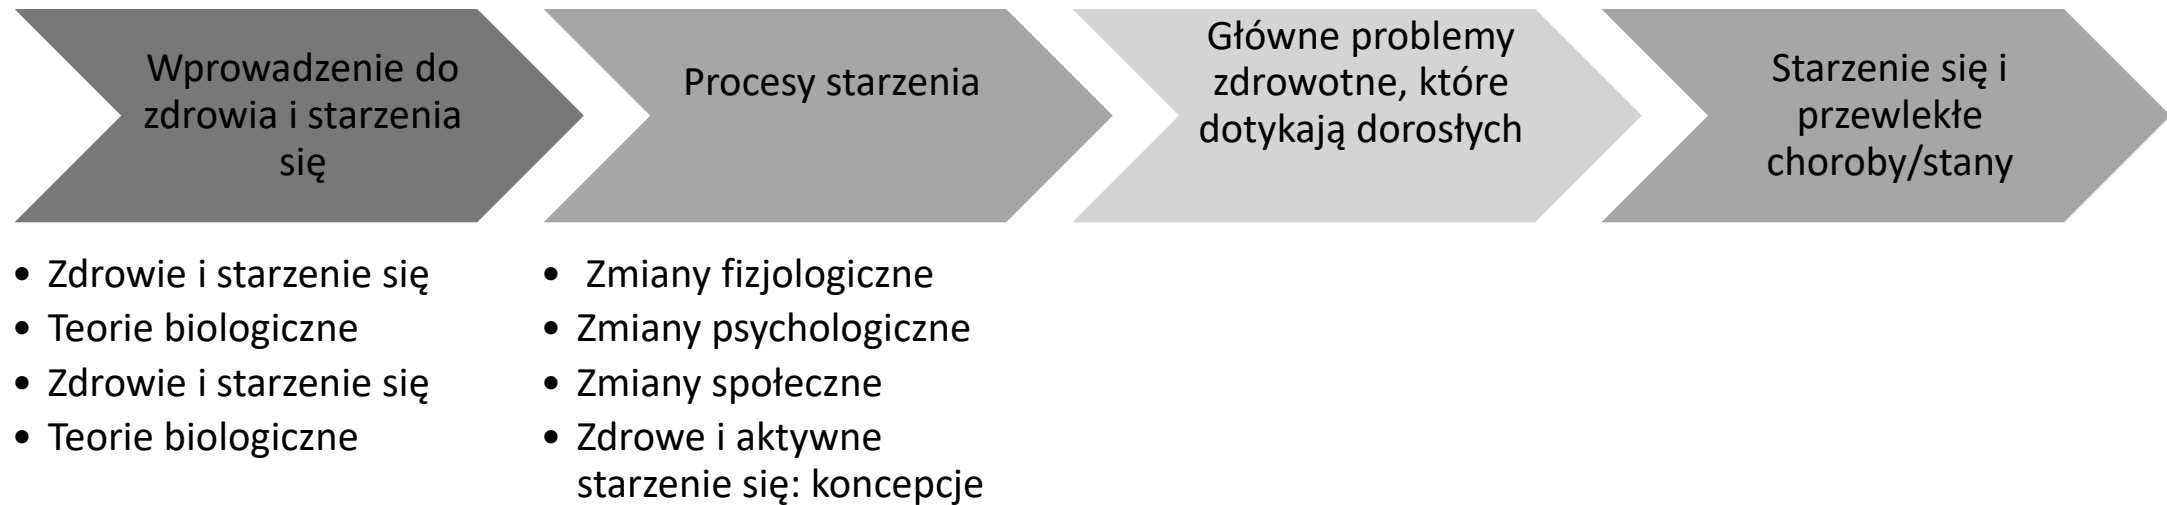 Wprowadzenie do
zdrowia i starzenia
się
Procesy starzenia
Główne problemy
zdrowotne, które
dotykają dorosłych
Starzenie się i
przewlekłe
choroby/stany
• Zdrowie i starzenie się
• Teorie biologiczne
• Zdrowie i starzenie się
• Teorie biologiczne
• Zmiany fizjologiczne
• Zmiany psychologiczne
• Zmiany społeczne
• Zdrowe i aktywne
starzenie się: koncepcje